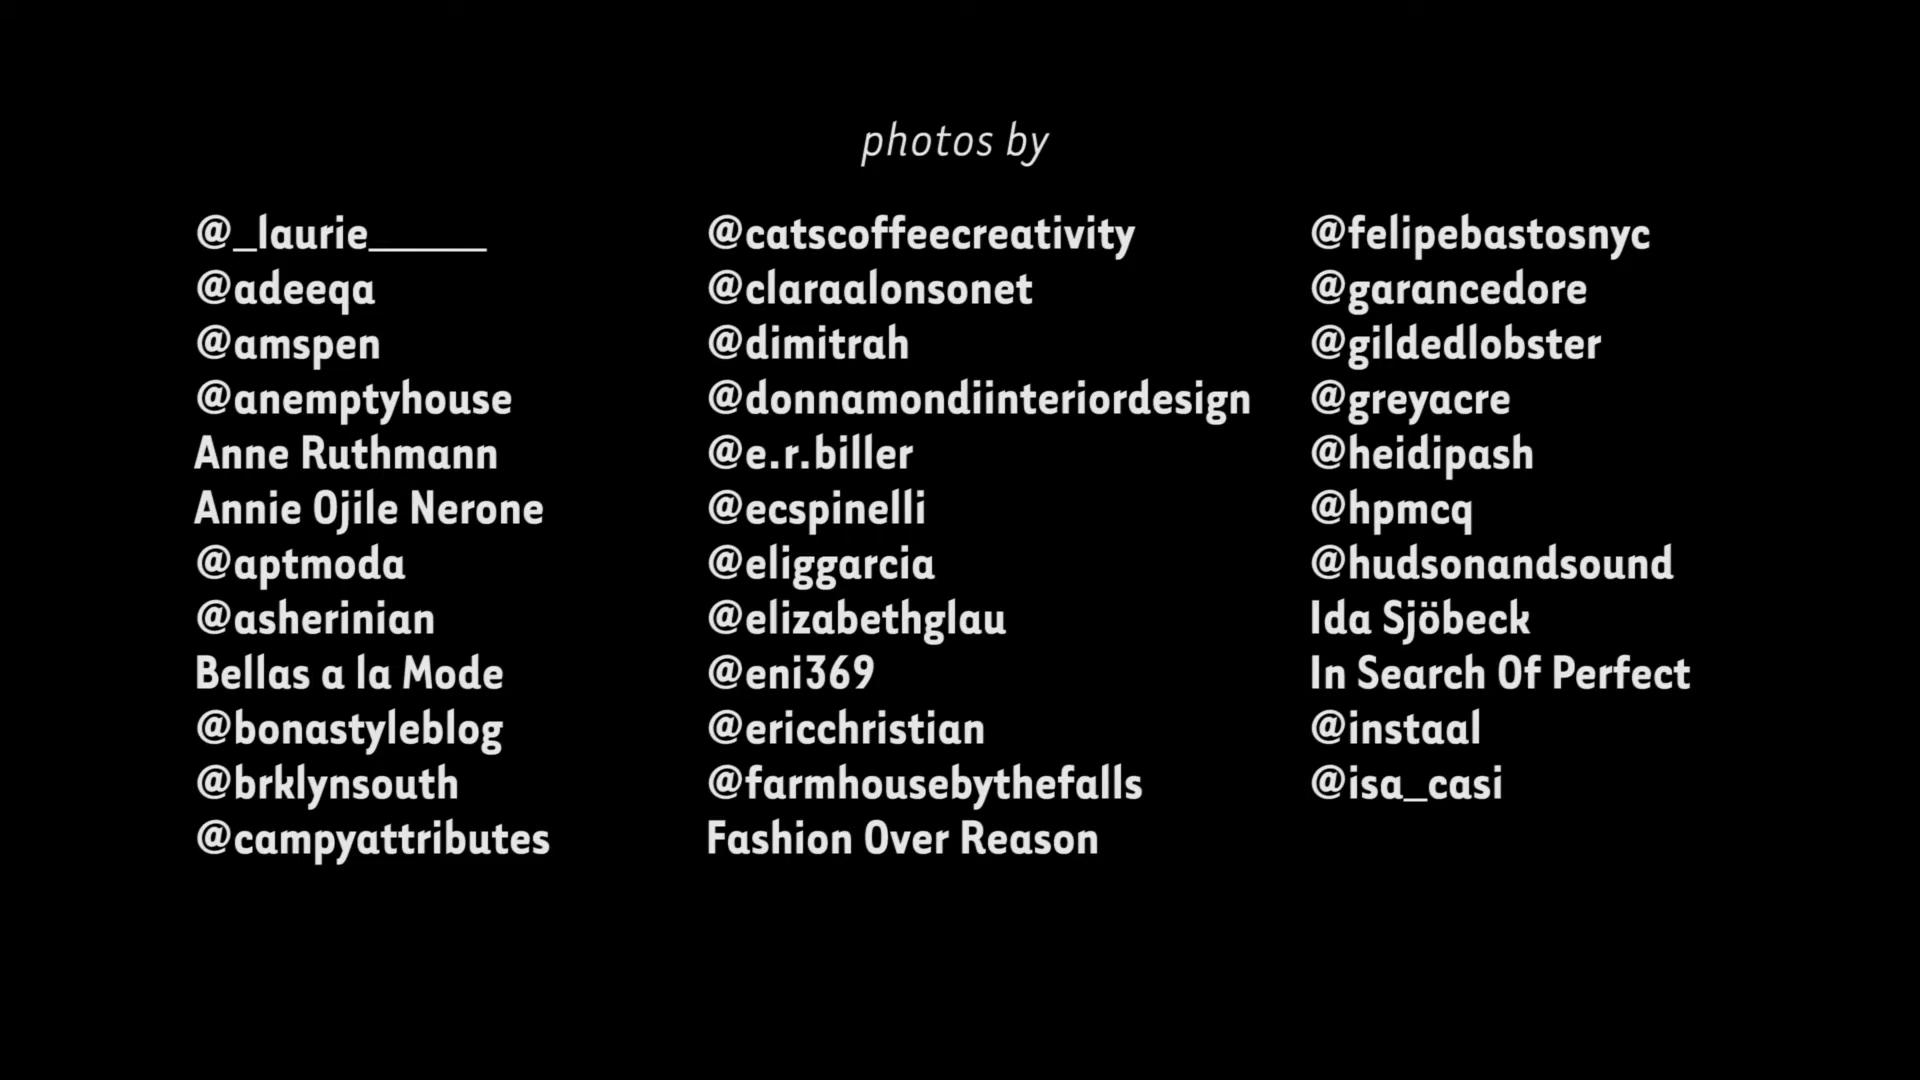 photos by
@_laurie_____
@adeeqa
@amspen
@anemptyhouse
Anne Ruthmann
Annie Ojile Nerone
@aptmoda
@asherinian
Bellas a la Mode
@bonastyleblog
@brklynsouth
@campyattributes
@catscoffeecreativity
@claraalonsonet
@dimitrah
@donnamondiinteriordesign
@e.r.biller
@ecspinelli
@eliggarcia
@elizabethglau
@eni369
@ericchristian
@farmhousebythefalls
Fashion Over Reason
@felipebastosnyc
@garancedore
@gildedlobster
@greyacre
@heidipash
@hpmcq
@hudsonandsound
Ida Sjöbeck
In Search Of Perfect
@instaal
@isa_casi